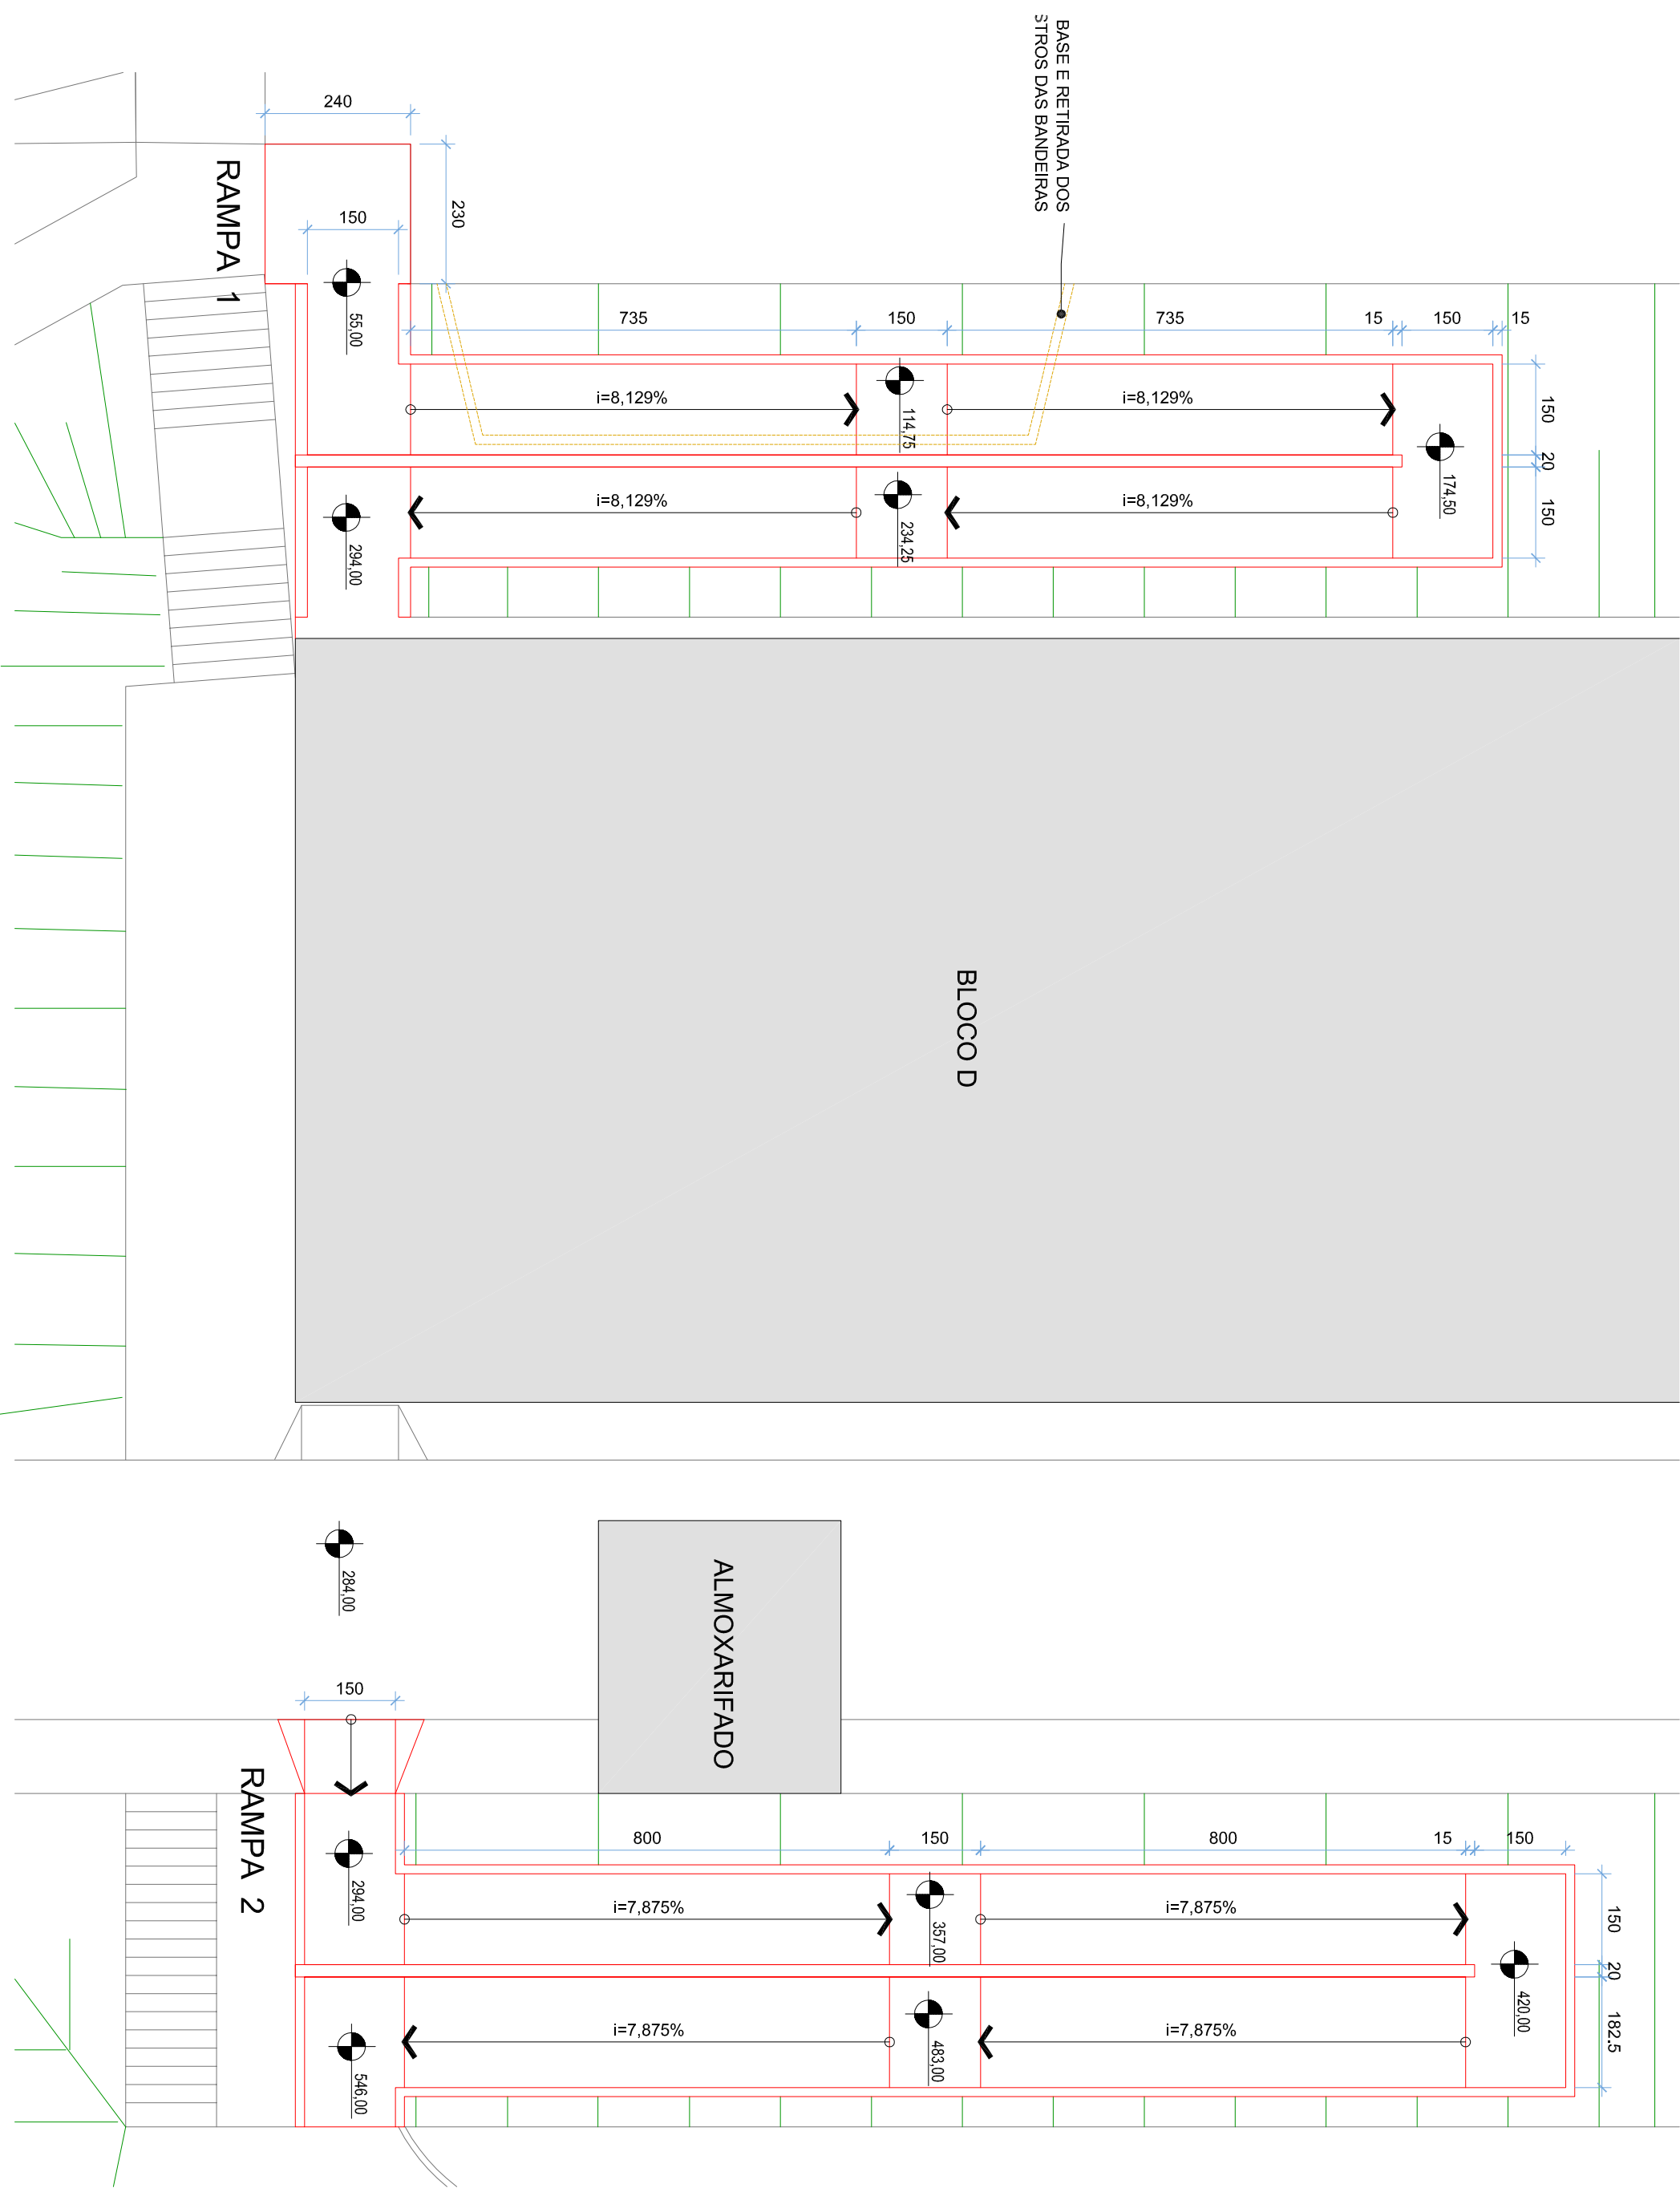 BASE E RETIRADA DOS
STROS DAS BANDEIRAS
240
230
150
RAMPA 1
55,00
735
150
735
15
150
15
i=8,129%
114,75
i=8,129%
150
20
150
174,50
i=8,129%
234,25
i=8,129%
294,00
BLOCO D
284,00
ALMOXARIFADO
150
RAMPA 2
294,00
800
150
800
15
150
i=7,875%
357,00
i=7,875%
150
20
182.5
420,00
i=7,875%
483,00
i=7,875%
546,00